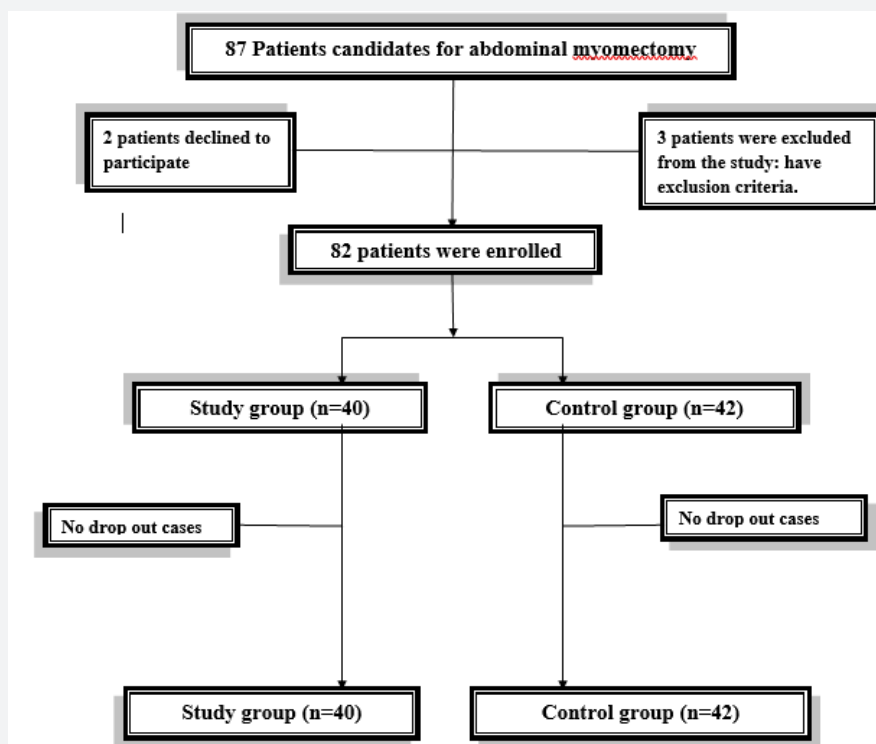 87 Patients candidates for abdominal myomectomy
2 patients declined to
participate
3 patients were excluded
from the study: have
exclusion criteria.
82 patients were enrolled
Study group (n=40)
Control group (n=42)
No drop out cases
No drop out cases
Study group (n=40)
Control group (n=42)